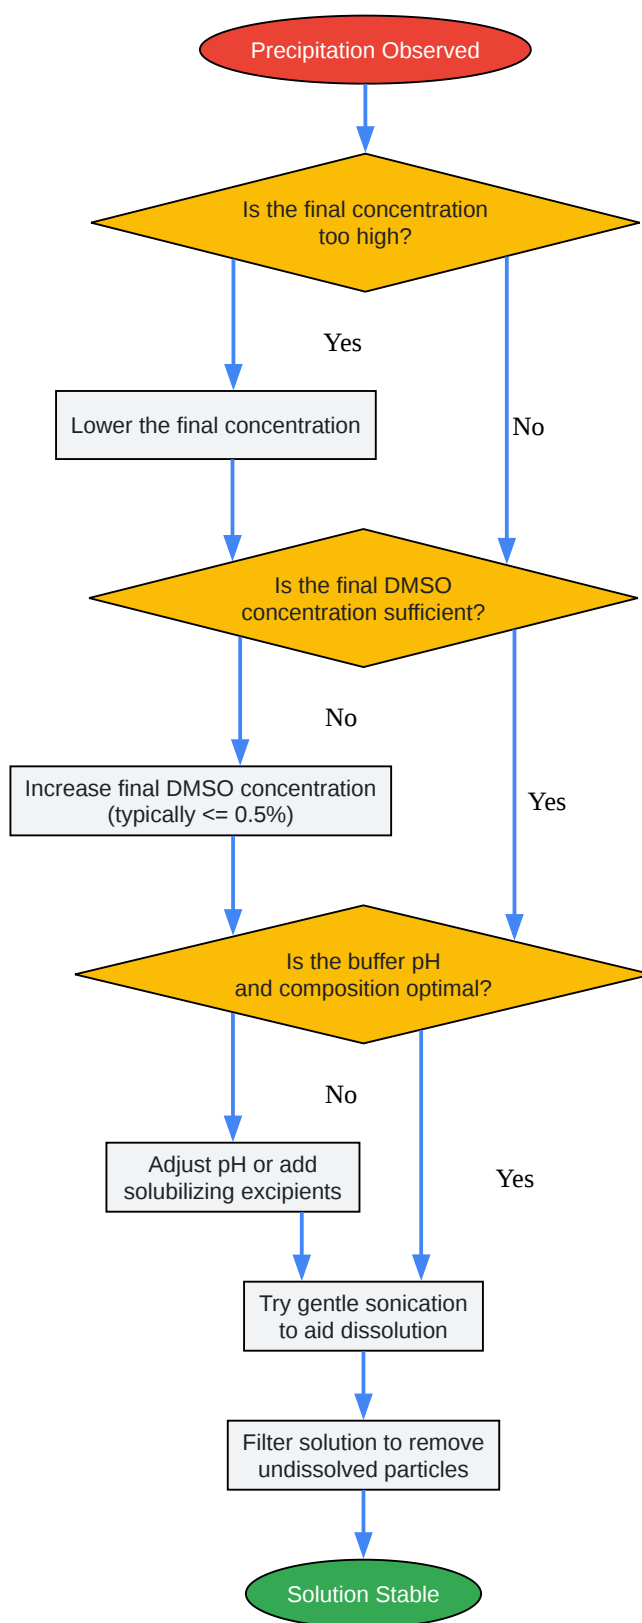 Precipitation Observed
Is the final concentration
too high?
Yes
Lower the final concentration
No
Is the final DMSO
concentration sufficient?
No
Increase final DMSO concentration
(typically <= 0.5%)
Yes
Is the buffer pH
and composition optimal?
No
Adjust pH or add
solubilizing excipients
Yes
Try gentle sonication
to aid dissolution
Filter solution to remove
undissolved particles
Solution Stable